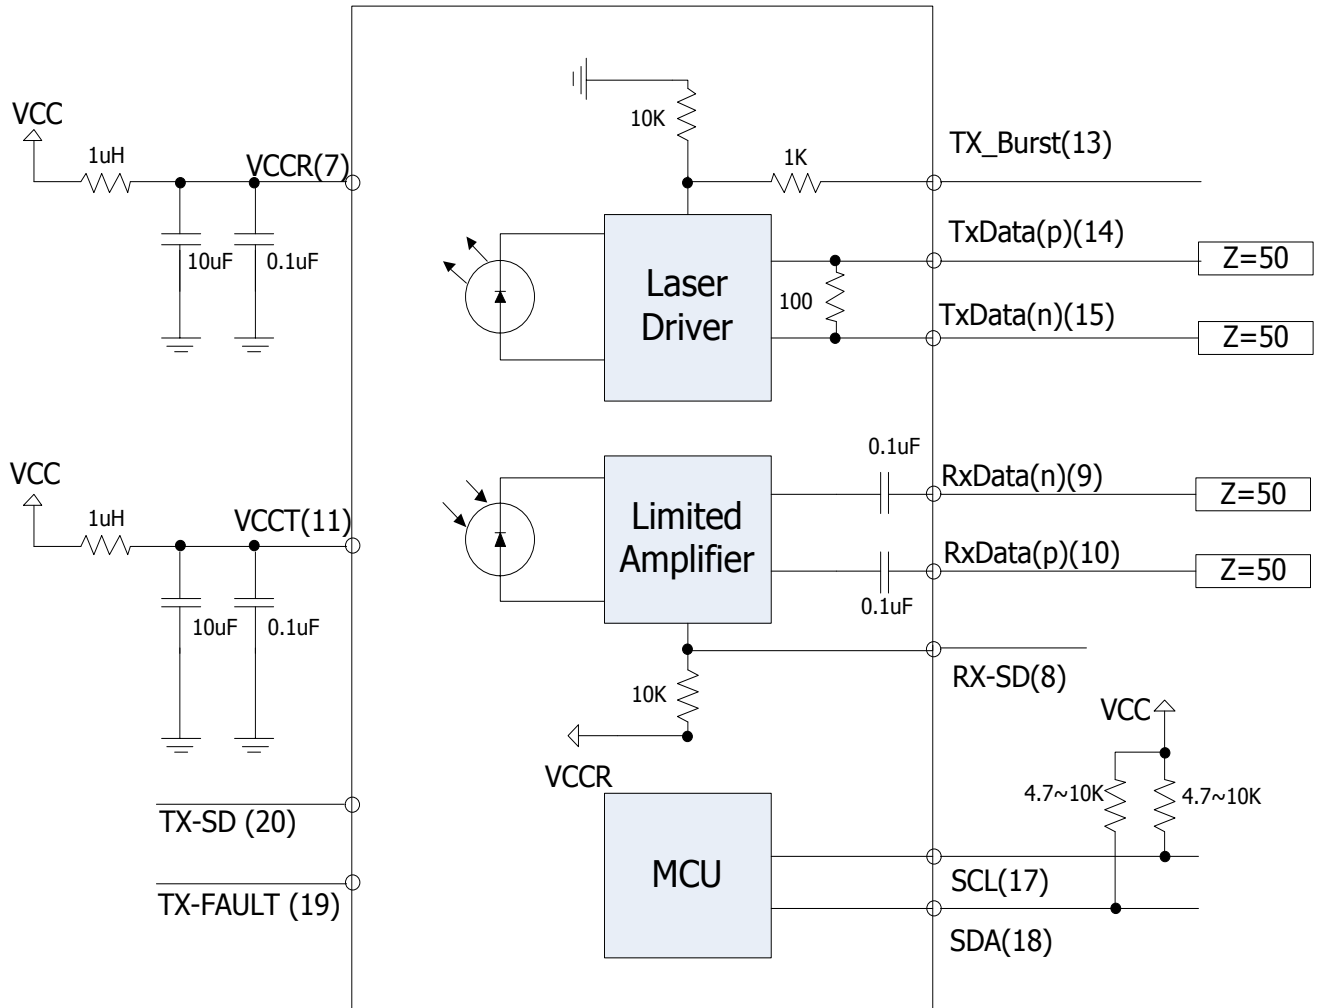 10K
TX_Burst(13)
VCC
1uH
VCCR(7)
1K
10uF
0.1uF
TxData(p)(14)
Z=50
Laser
Driver
100
TxData(n)(15)
Z=50
VCC
1uH
VCCT(11)
0.1uF
RxData(n)(9)
Z=50
Limited
Amplifier
RxData(p)(10)
Z=50
0.1uF
10uF
0.1uF
RX-SD(8)
10K
VCC
VCCR
4.7~10K
4.7~10K
TX-SD (20)
MCU
SCL(17)
TX-FAULT (19)
SDA(18)